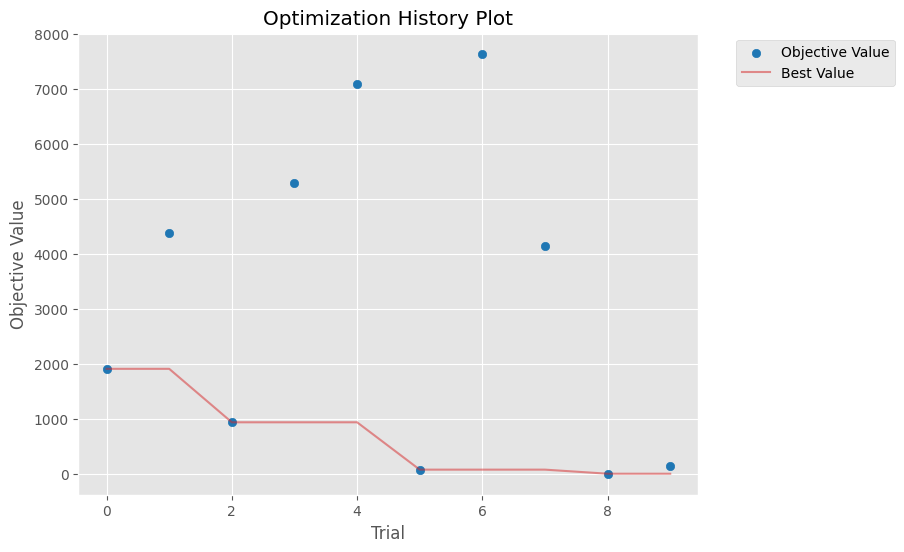 Optimization History Plot
Objective Value
Best Value
Objective Value
8000
7000
6000
5000
4000
3000
2000
1000
0
0 2 4 6 8
Trial